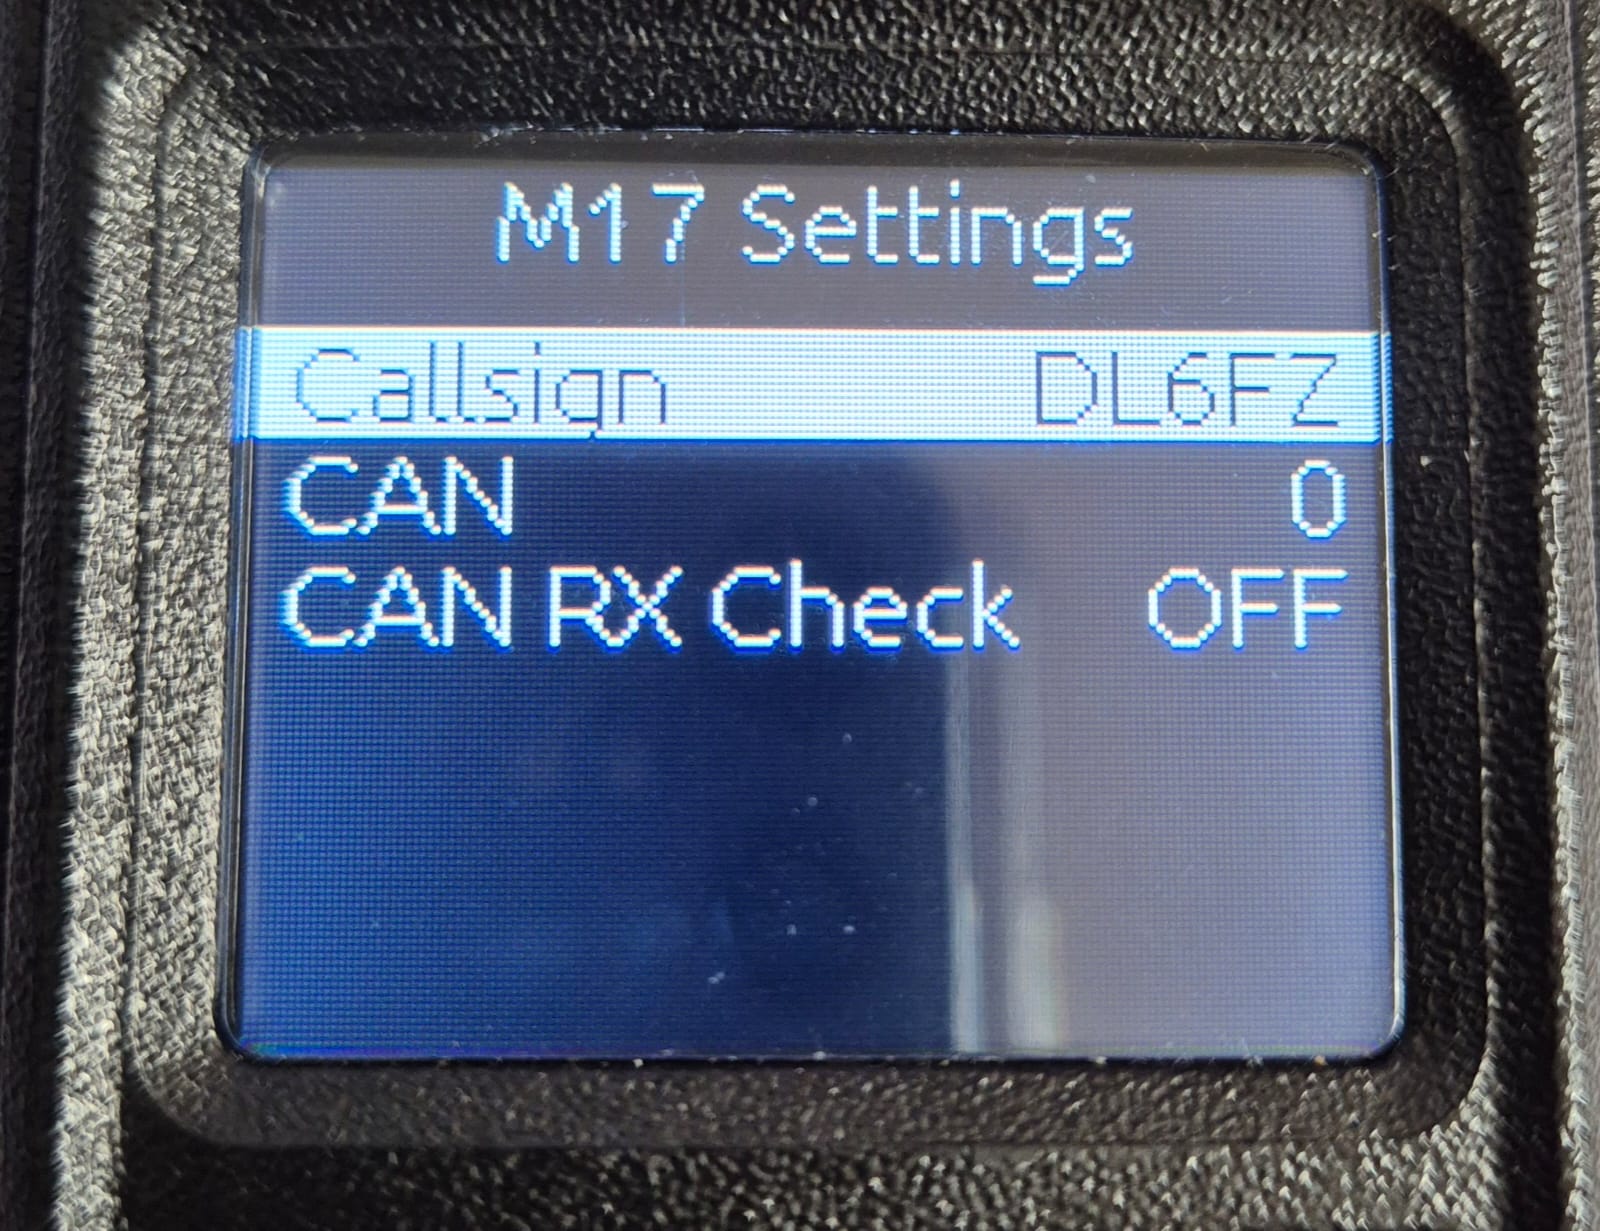 M17 Settings
Callsign DL6FZ
CAN 0
CAN RX Check OFF